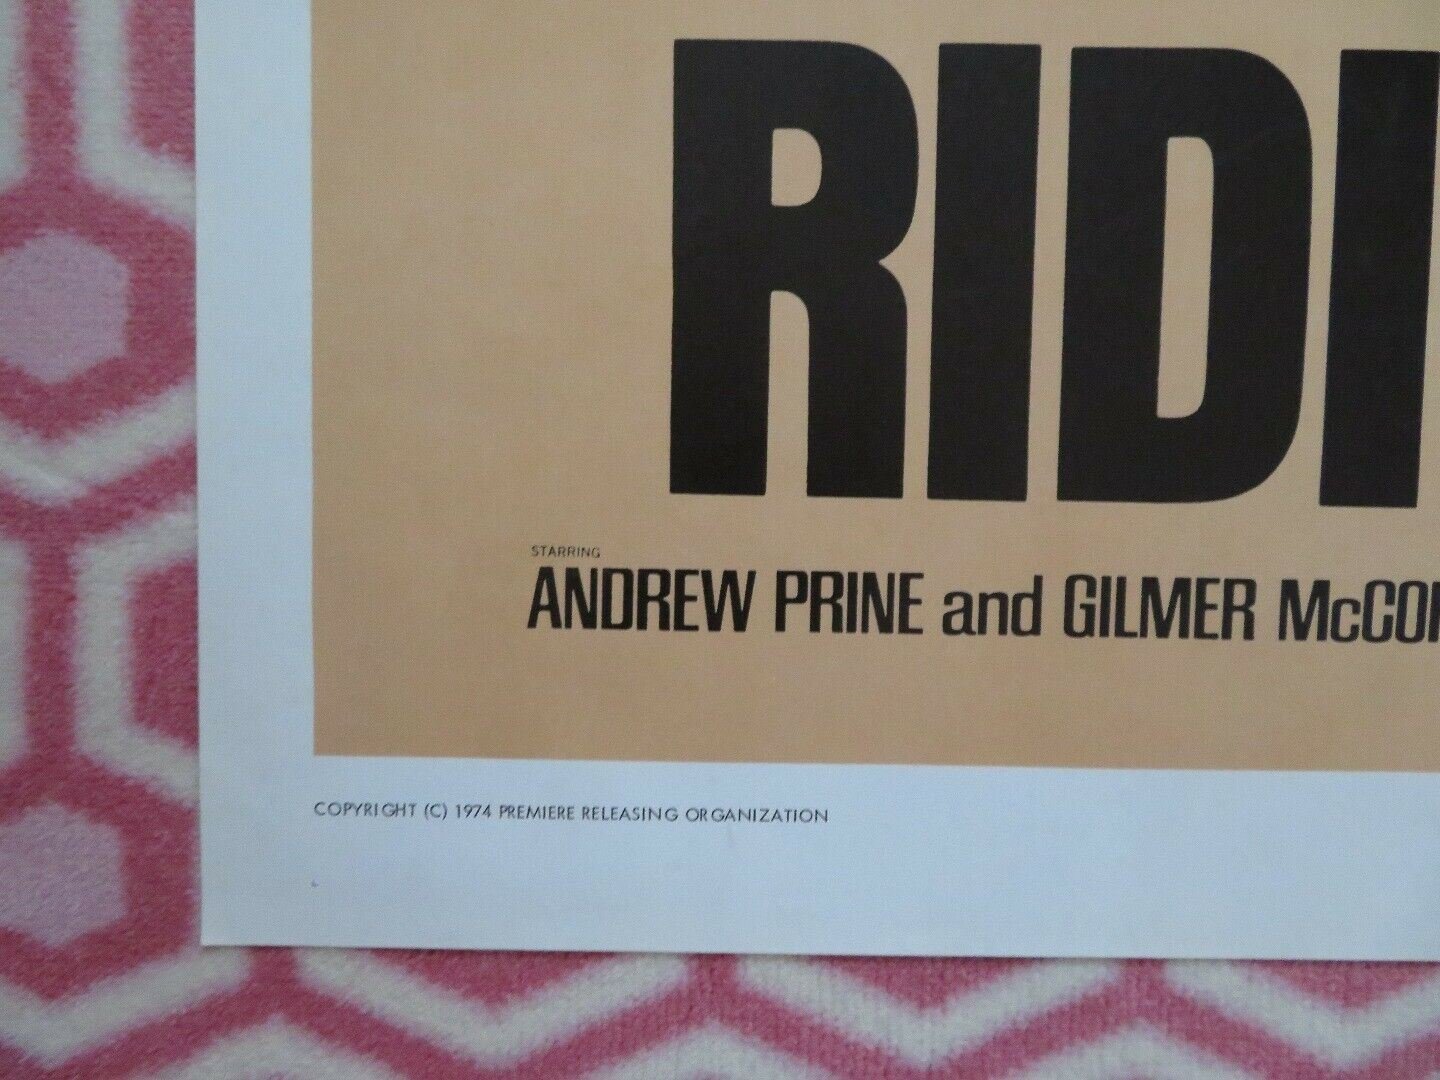 RIDI
STARRING
ANDREW PRINE and GILMER McCO
COPYRIGHT (C) 1974 PREMIERE RELEASING ORGANIZATION